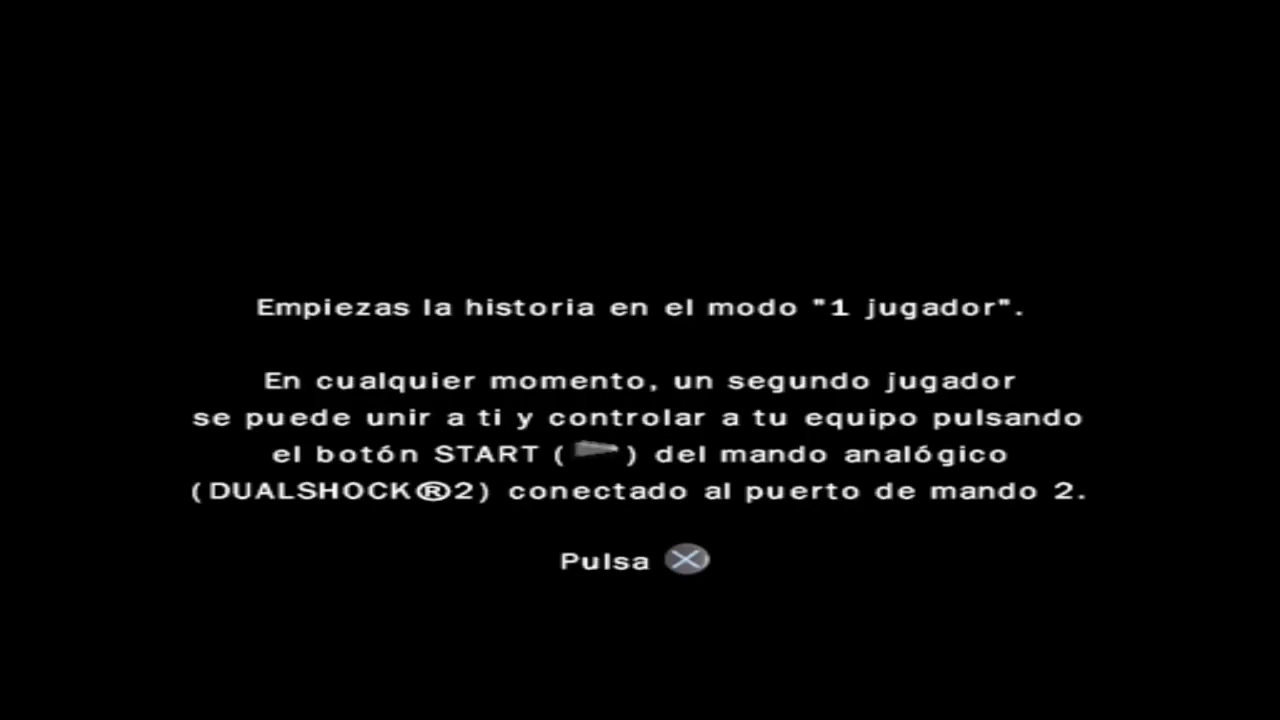 Empiezas la historia en el modo "1 jugador".
En cualquier momento, un segundo jugador
se puede unir a ti y controlar a tu equipo pulsando
el botón START ( ) del mando analógico
(DUALSHOCK®2) conectado al puerto de mando 2.
Pulsa